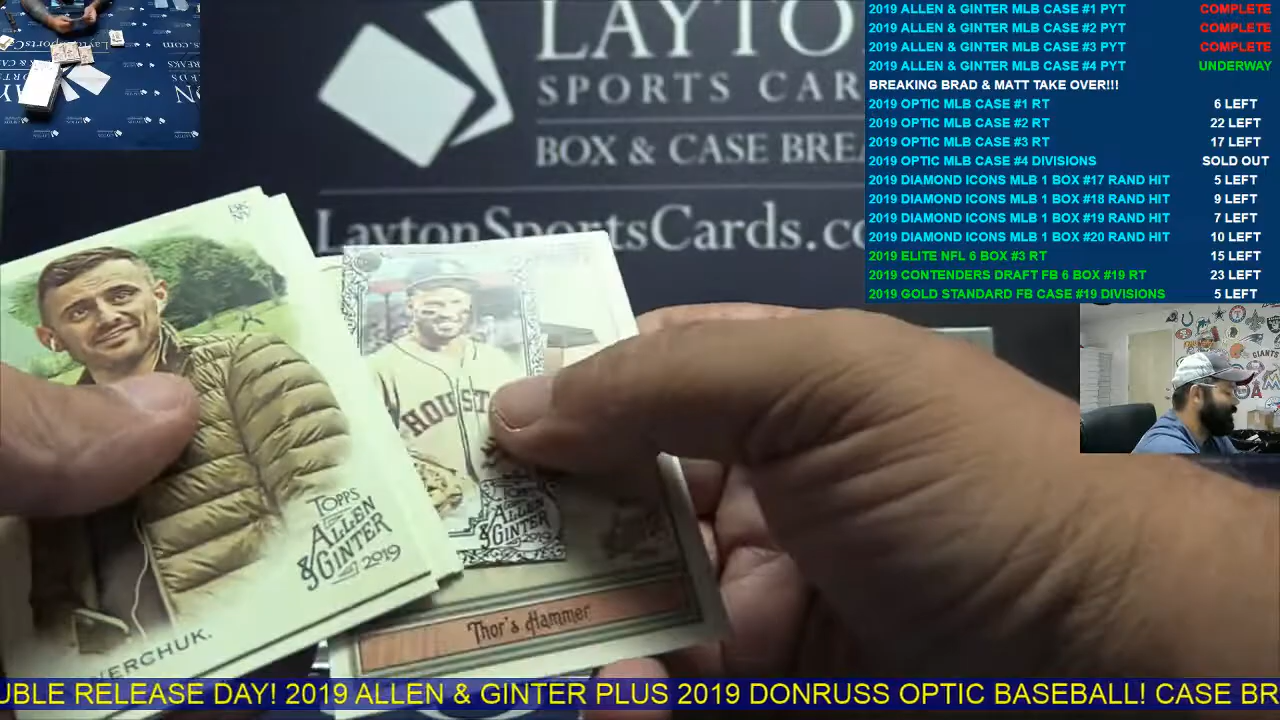 LAYTO
SPORTS CAR
BOX & CASE BREA
LaytonSportsCards.co
2019 ALLEN & GINTER MLB CASE #1 PYT COMPLETE
2019 ALLEN & GINTER MLB CASE #2 PYT COMPLETE
2019 ALLEN & GINTER MLB CASE #3 PYT COMPLETE
2019 ALLEN & GINTER MLB CASE #4 PYT UNDERWAY
BREAKING BRAD & MATT TAKE OVER!!!
2019 OPTIC MLB CASE #1 RT 6 LEFT
2019 OPTIC MLB CASE #2 RT 22 LEFT
2019 OPTIC MLB CASE #3 RT 17 LEFT
2019 OPTIC MLB CASE #4 DIVISIONS SOLD OUT
2019 DIAMOND ICONS MLB 1 BOX #17 RAND HIT 5 LEFT
2019 DIAMOND ICONS MLB 1 BOX #18 RAND HIT 9 LEFT
2019 DIAMOND ICONS MLB 1 BOX #19 RAND HIT 7 LEFT
2019 DIAMOND ICONS MLB 1 BOX #20 RAND HIT 10 LEFT
2019 ELITE NFL 6 BOX #3 RT 15 LEFT
2019 CONTENDERS DRAFT FB 6 BOX #19 RT 23 LEFT
2019 GOLD STANDARD FB CASE #19 DIVISIONS 5 LEFT
HOUST
TOPPS
ALLEN
& GINTER
2019
TOPPS
ALLEN
& GINTER
Thor's Hammer
NERCHUK.
UBLE RELEASE DAY! 2019 ALLEN & GINTER PLUS 2019 DONRUSS OPTIC BASEBALL! CASE BR